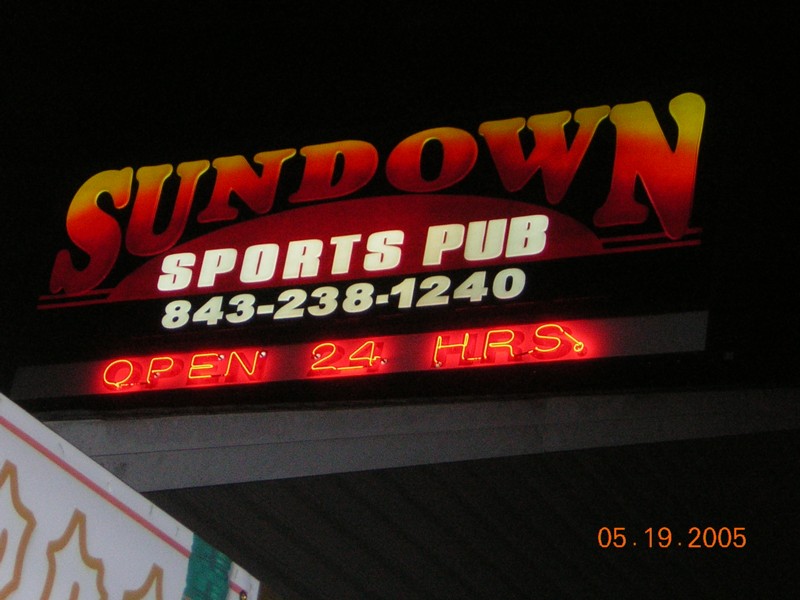 SUNDOWN
SPORTS PUB
843-238-1240
OPEN 24 HRS.
05.19.2005